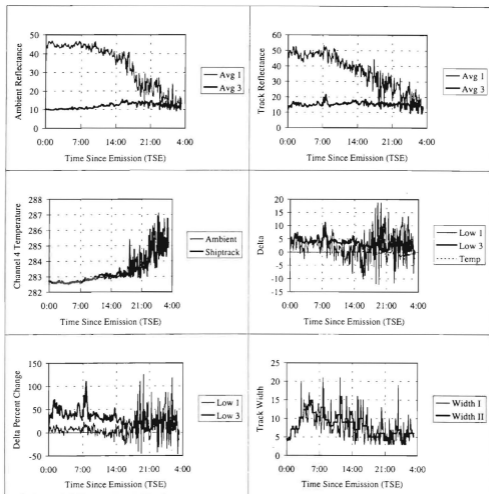 Ambient Reflectance
50
40
30
20
10
0
0:00 7:00 14:00 21:00 4:00
Time Since Emission (TSE)
Avg 1
Avg 3
Track Reflectance
60
50
40
30
20
10
0
0:00 7:00 14:00 21:00 4:00
Time Since Emission (TSE)
Avg 1
Avg 3
Channel 4 Temperature
288
287
286
285
284
283
282
0:00 7:00 14:00 21:00 4:00
Time Since Emission (TSE)
Ambient
Shiptrack
Delta
20
15
10
5
0
-5
-10
-15
0:00 7:00 14:00 21:00 4:00
Time Since Emission (TSE)
Low 1
Low 3
Temp
Delta Percent Change
150
100
50
0
-50
0:00 7:00 14:00 21:00 4:00
Time Since Emission (TSE)
Low 1
Low 3
Track Width
25
20
15
10
5
0
0:00 7:00 14:00 21:00 4:00
Time Since Emission (TSE)
Width I
Width II